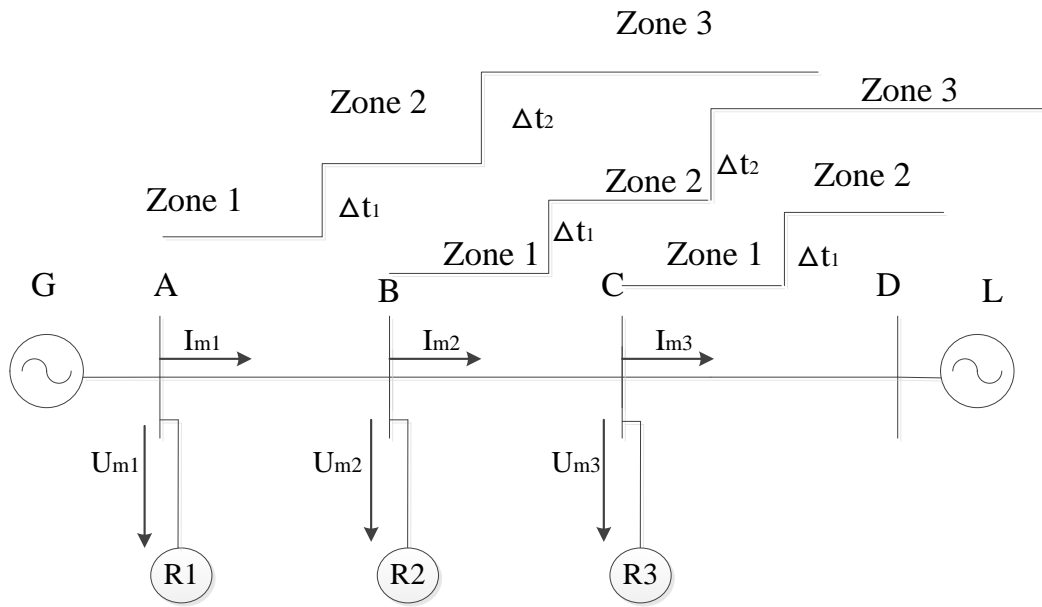 Zone 3
Zone 2
Zone 3
Δt2
Zone 1
Zone 2
Δt2
Zone 2
Δt1
Zone 1
Δt1
Zone 1
Δt1
G
A
B
C
D
L
Im1
Im2
Im3
Um1
Um2
Um3
R1
R2
R3